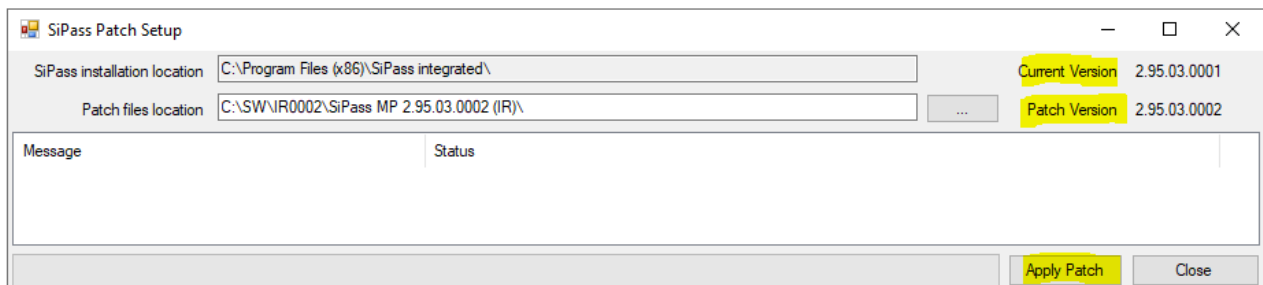 SiPass Patch Setup
SiPass installation location C:\Program Files (x86)\SiPass integrated\ Current Version 2.95.03.0001
Patch files location C:\SW\IR0002\SiPass MP 2.95.03.0002 (IR)\ ... Patch Version 2.95.03.0002
Message Status
Apply Patch Close